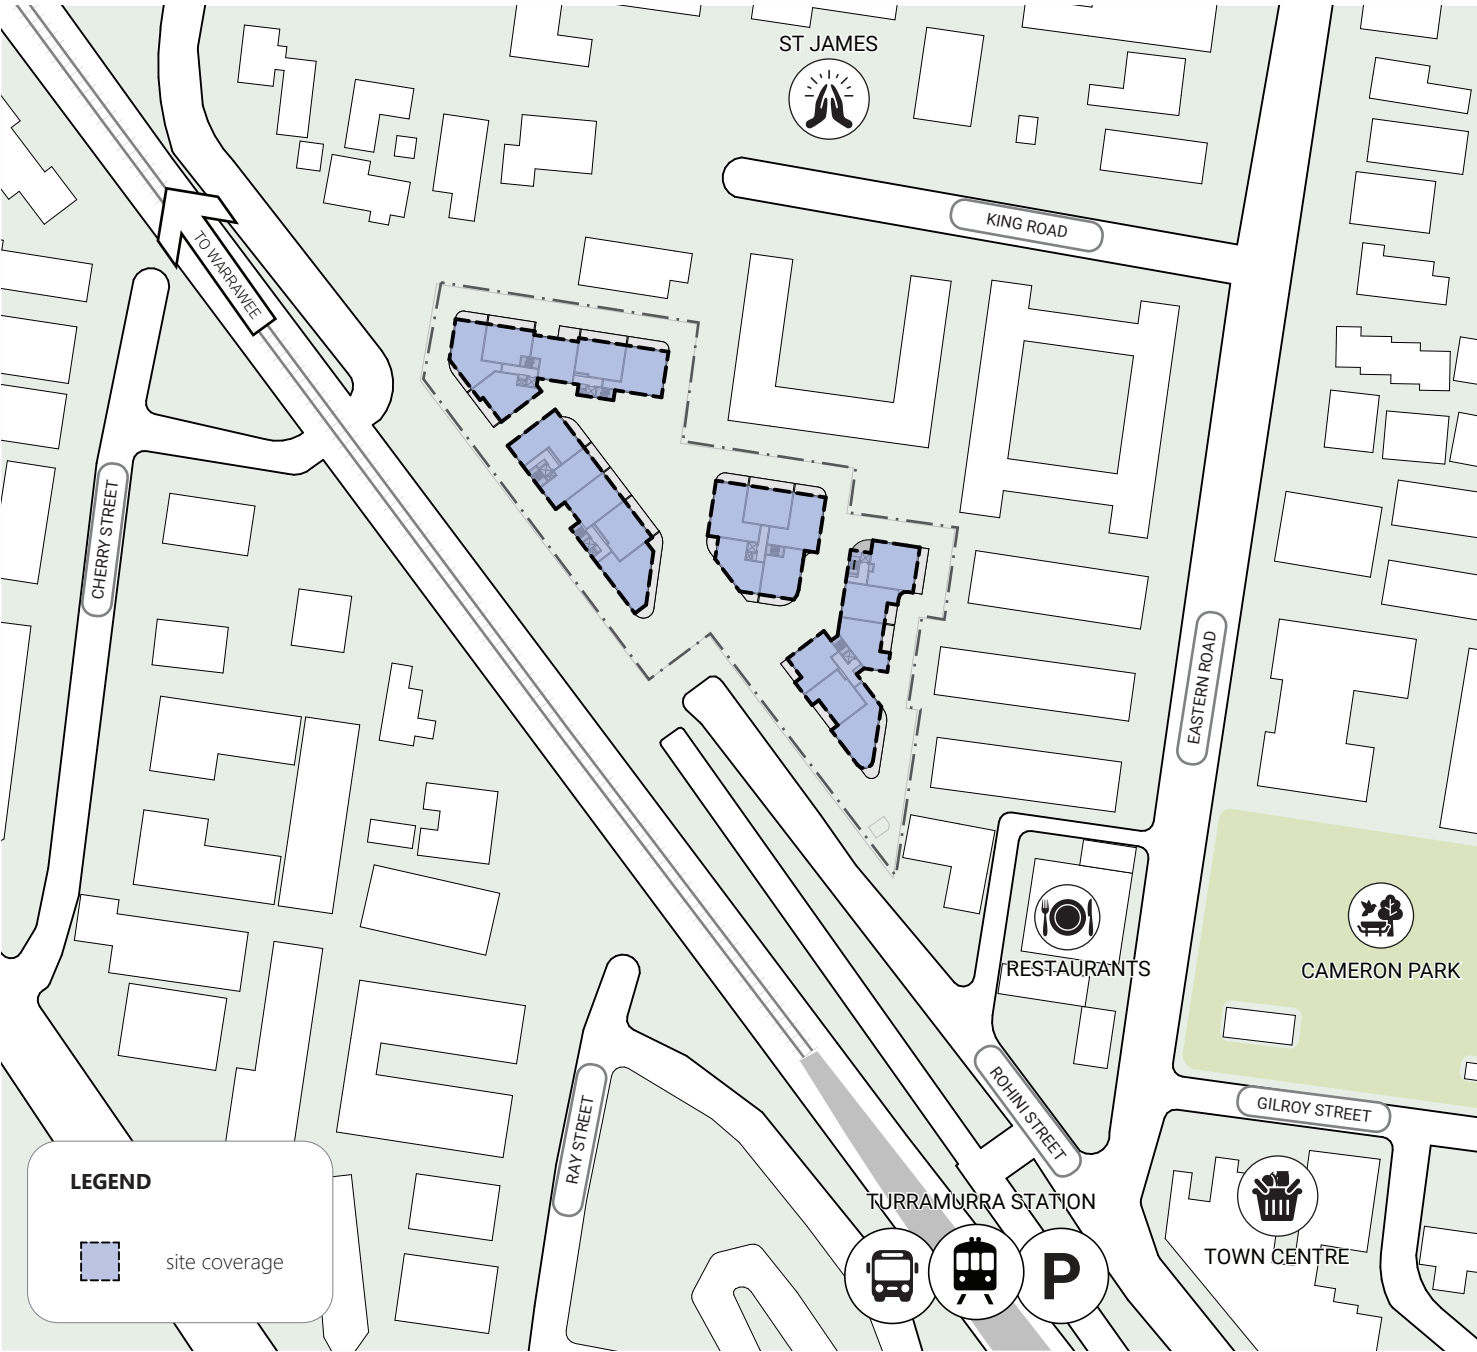 ST JAMES
KING ROAD
TO WARRAWEE
CHERRY STREET
EASTERN ROAD
RESTAURANTS
CAMERON PARK
ROHINI STREET
GILROY STREET
RAY STREET
TURRAMURRA STATION
P
TOWN CENTRE
LEGEND
site coverage